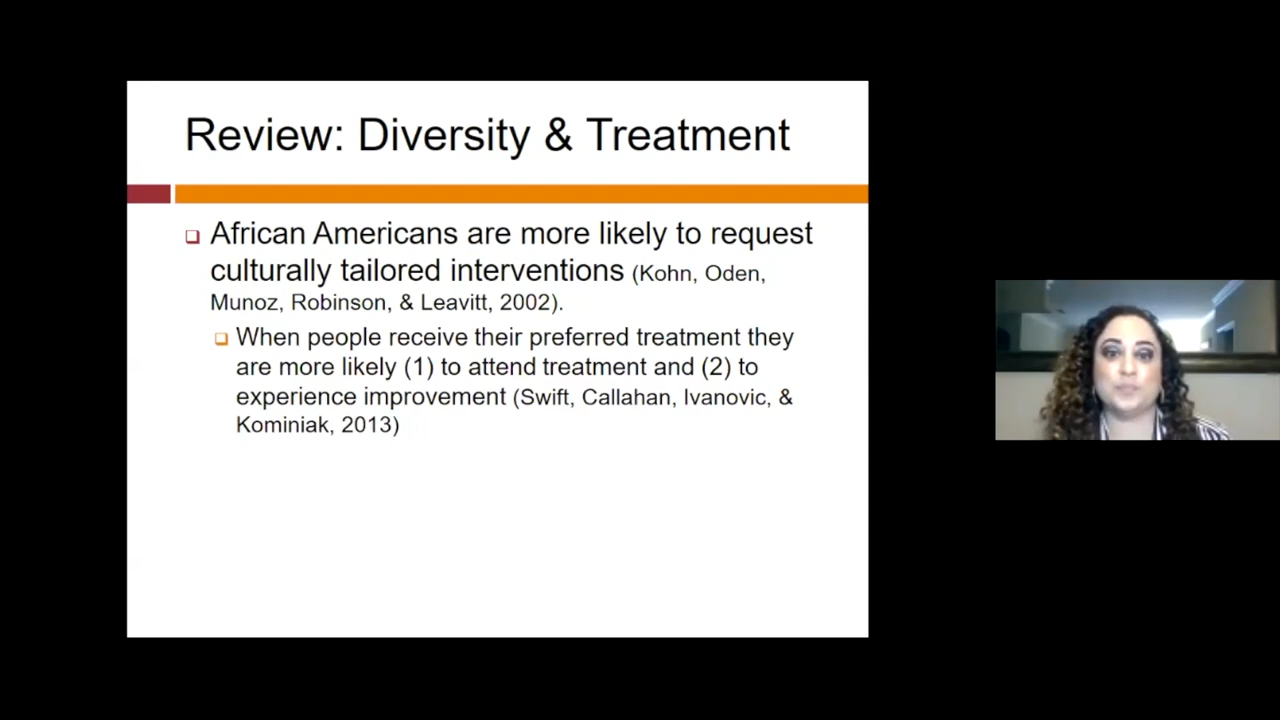 Review: Diversity & Treatment
African Americans are more likely to request
culturally tailored interventions (Kohn, Oden,
Munoz, Robinson, & Leavitt, 2002).
When people receive their preferred treatment they
are more likely (1) to attend treatment and (2) to
experience improvement (Swift, Callahan, Ivanovic, &
Kominiak, 2013)